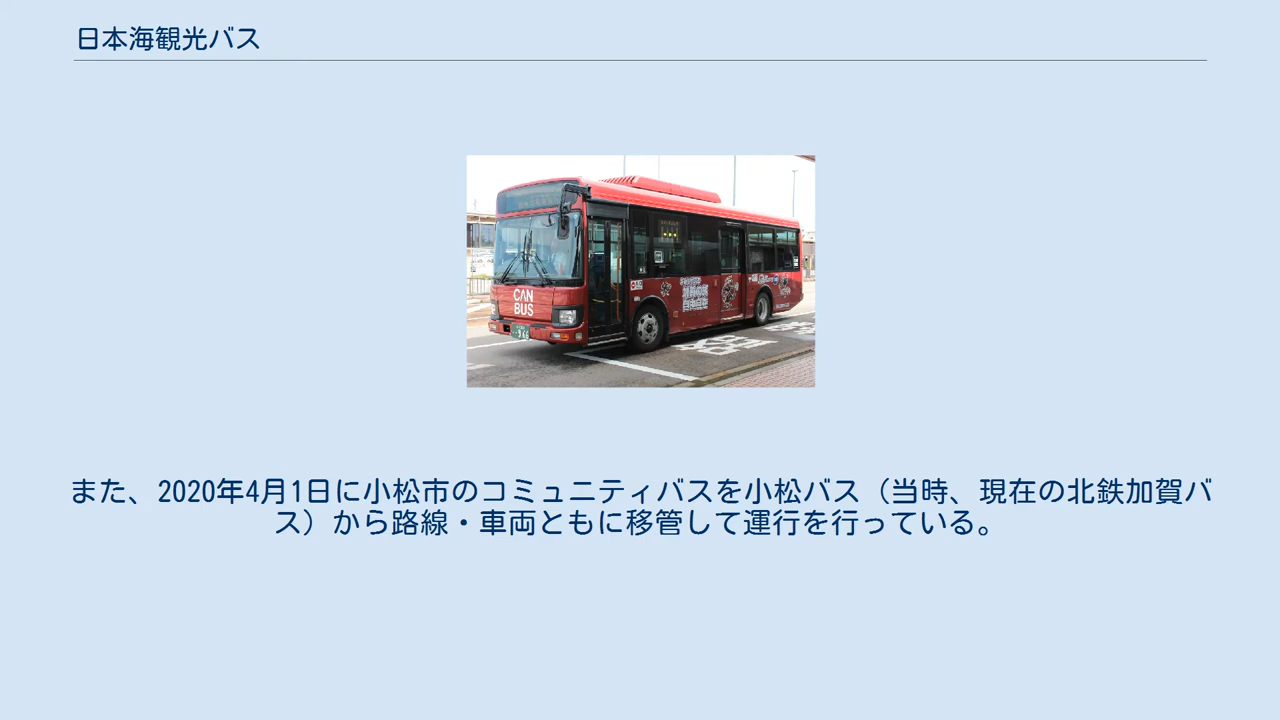 日本海観光バス
CAN
BUS
また、2020年4月1日に小松市のコミュニティバスを小松バス（当時、現在の北鉄加賀バ
ス）から路線・車両ともに移管して運行を行っている。